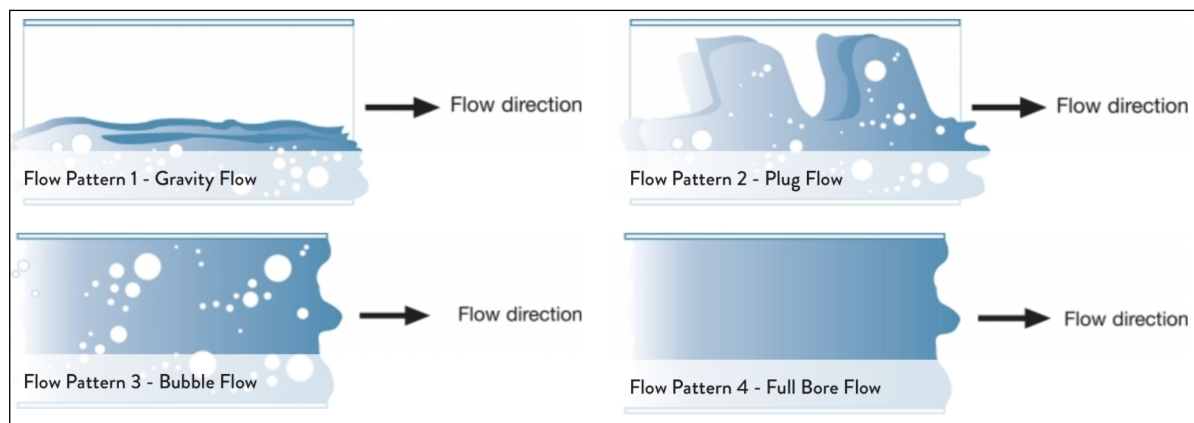 Flow direction
Flow Pattern 1 - Gravity Flow
Flow direction
Flow Pattern 2 - Plug Flow
Flow direction
Flow Pattern 3 - Bubble Flow
Flow direction
Flow Pattern 4 - Full Bore Flow